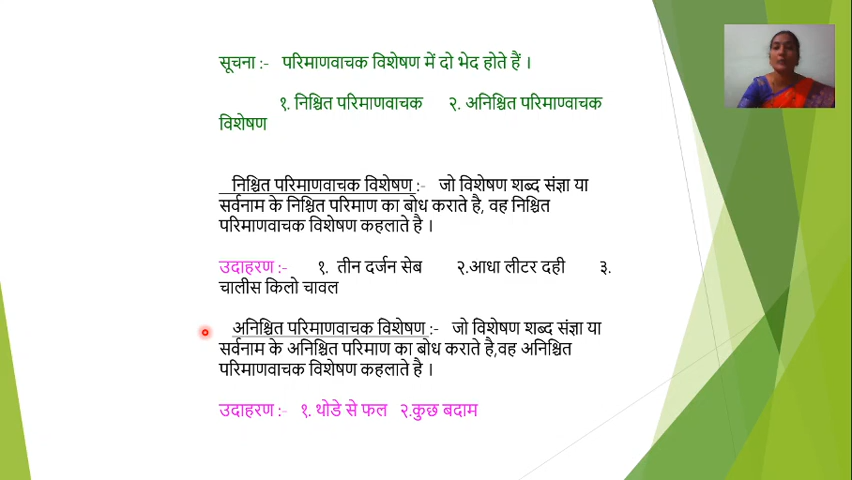 सूचना :- परिमाणवाचक विशेषण में दो भेद होते हैं ।
१. निश्चित परिमाणवाचक २. अनिश्चित परिमाण्वाचक
विशेषण
निश्चित परिमाणवाचक विशेषण :- जो विशेषण शब्द संज्ञा या
सर्वनाम के निश्चित परिमाण का बोध कराते है, वह निश्चित
परिमाणवाचक विशेषण कहलाते है ।
उदाहरण :- १. तीन दर्जन सेब २.आधा लीटर दही ३.
चालीस किलो चावल
अनिश्चित परिमाणवाचक विशेषण :- जो विशेषण शब्द संज्ञा या
सर्वनाम के अनिश्चित परिमाण का बोध कराते है,वह अनिश्चित
परिमाणवाचक विशेषण कहलाते है ।
उदाहरण :- १. थोडे से फल २.कुछ बदाम